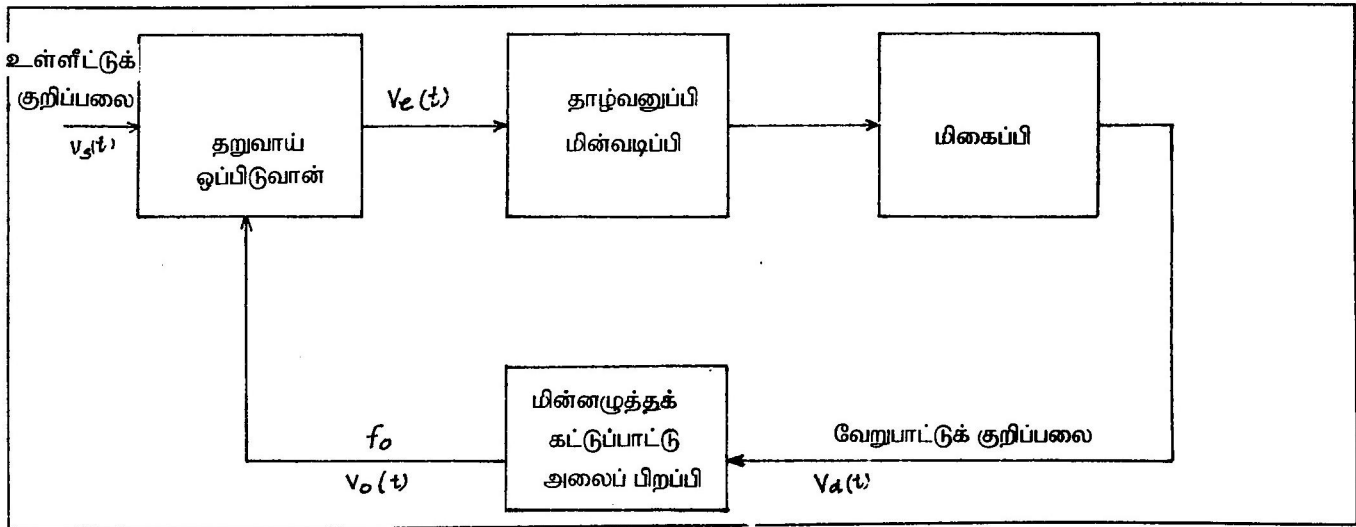 உள்ளீட்டுக்
குறிப்பலை
Vs(t)
தறுவாய்
ஒப்பிடுவான்
Ve(t)
தாழ்வனுப்பி
மின்வடிப்பி
மிகைப்பி
மின்னழுத்தக்
கட்டுப்பாட்டு
அலைப் பிறப்பி
fo
Vo(t)
வேறுபாட்டுக் குறிப்பலை
Vd(t)